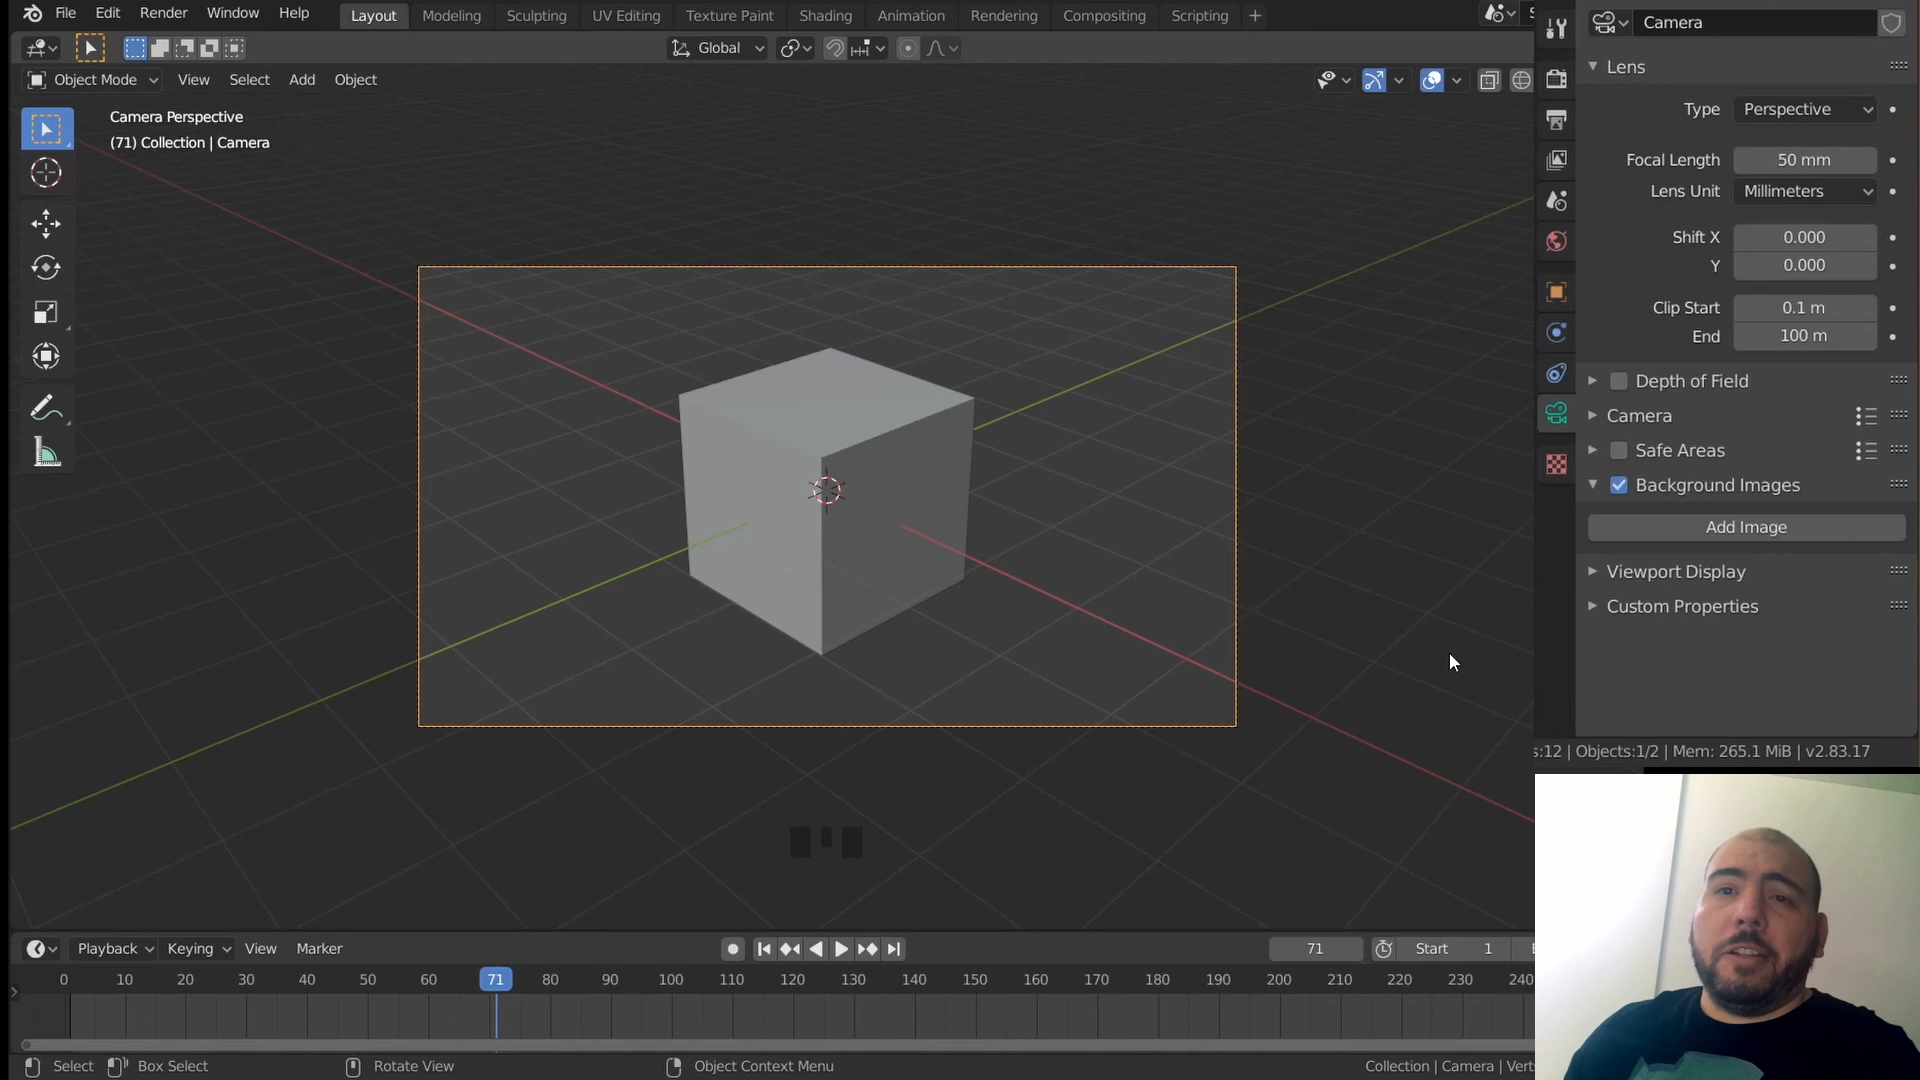 File Edit Render Window Help
Layout Modeling Sculpting UV Editing Texture Paint Shading Animation Rendering Compositing Scripting +
Camera
Global
Object Mode View Select Add Object
Lens
Type Perspective
Camera Perspective
(71) Collection | Camera
Focal Length 50 mm
Lens Unit Millimeters
Shift X 0.000
Y 0.000
Clip Start 0.1 m
End 100 m
Depth of Field
Camera
Safe Areas
Background Images
Add Image
Viewport Display
Custom Properties
:12 | Objects:1/2 | Mem: 265.1 MiB | v2.83.17
Playback Keying View Marker 71 Start 1
0 10 20 30 40 50 60 71 80 90 100 110 120 130 140 150 160 170 180 190 200 210 220 230 240
Select Box Select Rotate View Object Context Menu Collection | Camera | Vert